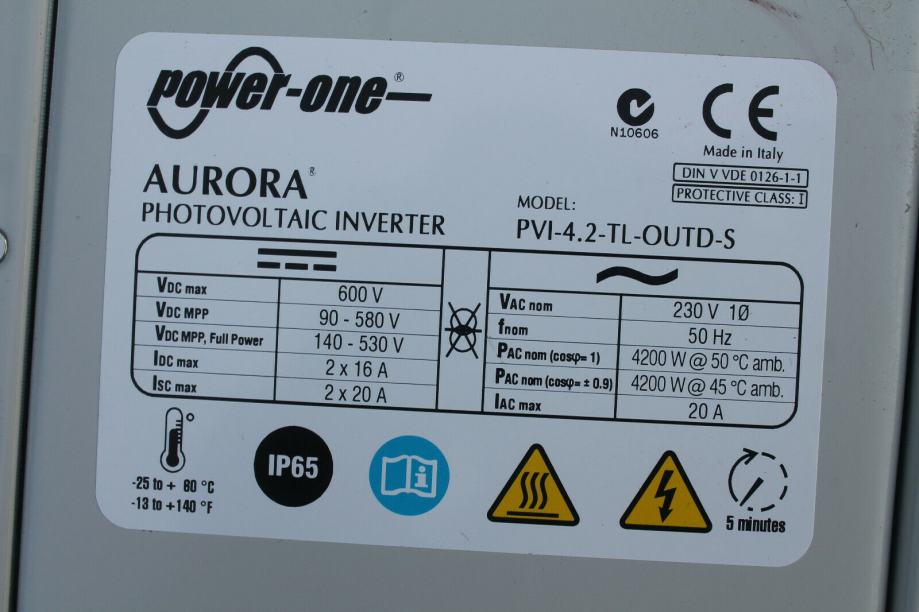 power-one®
N10606
CE
Made in Italy
DIN V VDE 0126-1-1
PROTECTIVE CLASS: I
AURORA®
PHOTOVOLTAIC INVERTER
MODEL:
PVI-4.2-TL-OUTD-S
VDC max 600 V
VDC MPP 90 - 580 V
VDC MPP, Full Power 140 - 530 V
IDC max 2 x 16 A
ISC max 2 x 20 A
VAC nom 230 V 1Ø
fnom 50 Hz
PAC nom (cosφ= 1) 4200 W @ 50 °C amb.
PAC nom (cosφ= ± 0.9) 4200 W @ 45 °C amb.
IAC max 20 A
-25 to + 60 °C
-13 to +140 °F
IP65
i
5 minutes